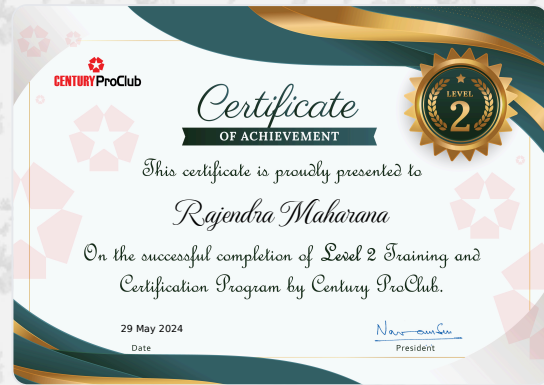 CENTURY ProClub
Certificate
OF ACHIEVEMENT
LEVEL
2
This certificate is proudly presented to
Rajendra Maharana
On the successful completion of Level 2 Training and
Certification Program by Century ProClub.
29 May 2024
Date
President